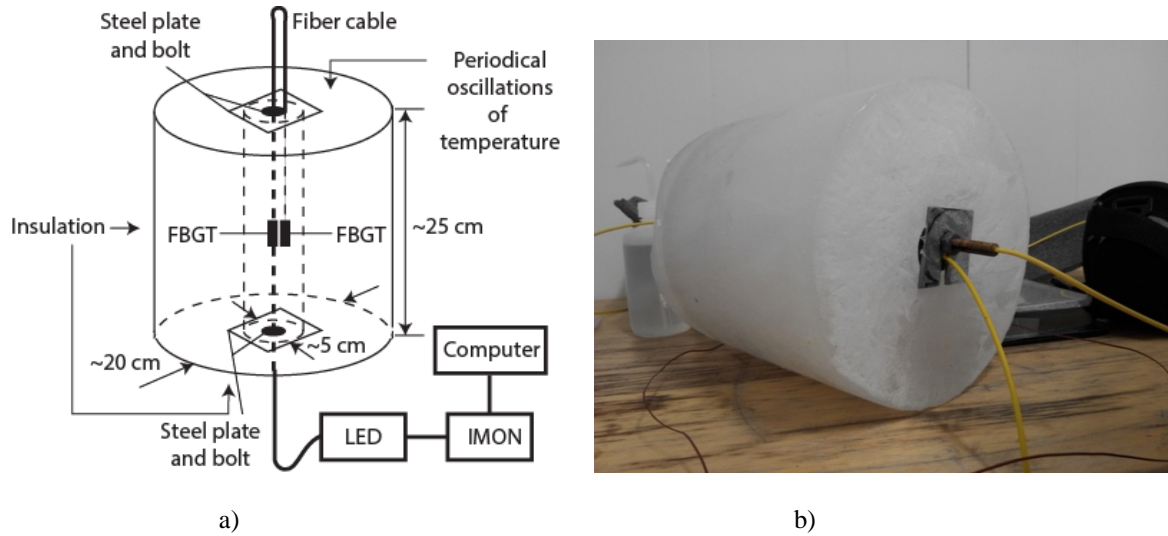 Steel plate
and bolt
Fiber cable
Periodical
oscillations
of
temperature
Insulation
FBGT
FBGT
~25 cm
~5 cm
~20 cm
Computer
Steel plate
and bolt
LED
IMON
a)
b)